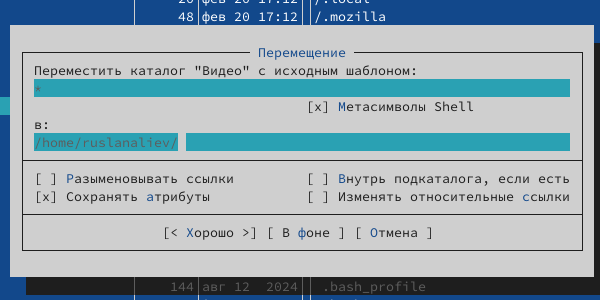 20 фев 20 17:12 /.local
48 фев 20 17:12 /.mozilla
Перемещение
Переместить каталог "Видео" с исходным шаблоном:
*
[x] Метасимволы Shell
в:
/home/ruslanaliev/
[ ] Разыменовывать ссылки [ ] Внутрь подкаталога, если есть
[x] Сохранять атрибуты [ ] Изменять относительные ссылки
[< Хорошо >] [ В фоне ] [ Отмена ]
144 авг 12 2024 .bash_profile